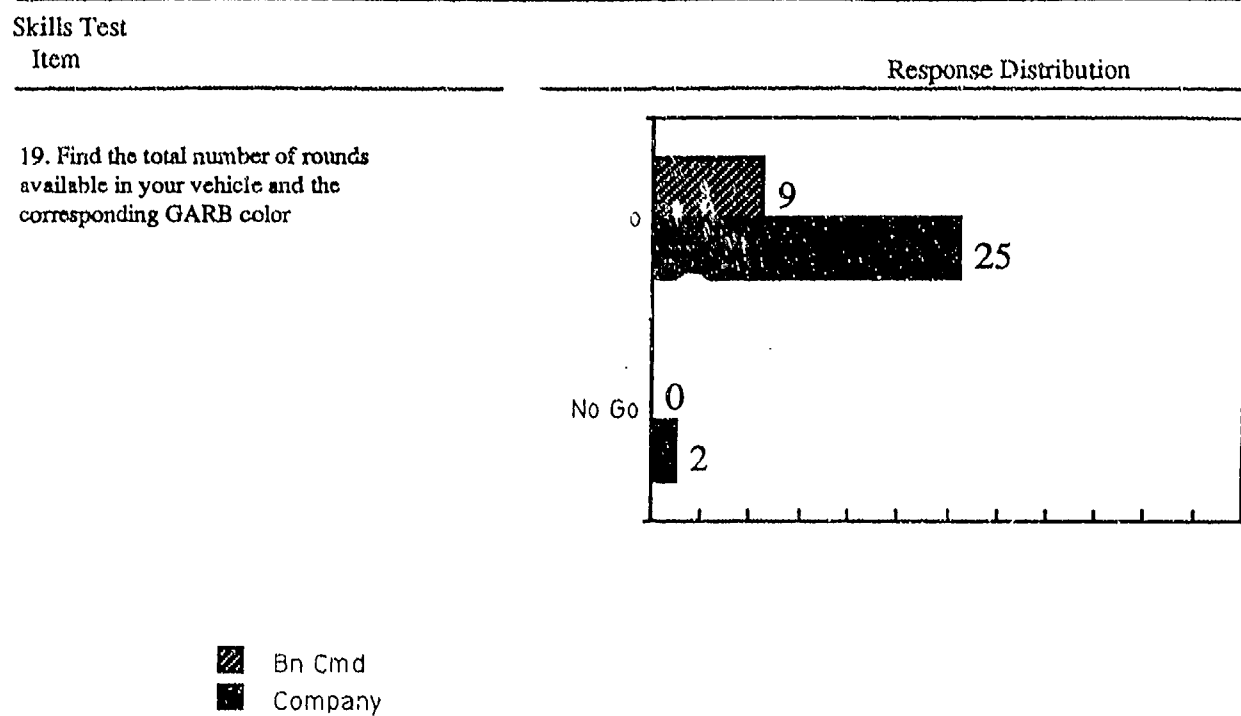 Skills Test
Item
Response Distribution
19. Find the total number of rounds
available in your vehicle and the
corresponding GARB color
9
0
25
No Go
0
2
Bn Cmd
Company